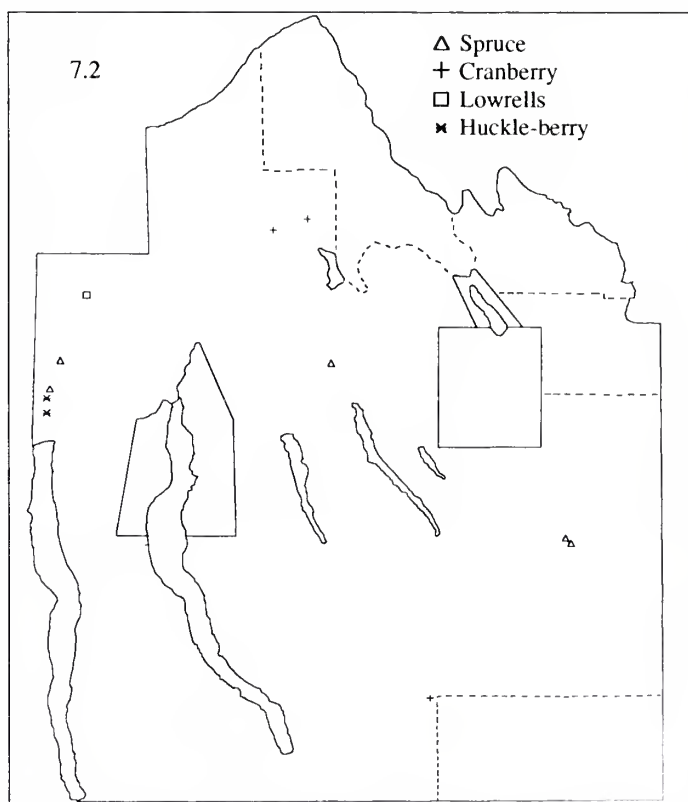 7.2
△ Spruce
+ Cranberry
□ Lowrells
× Huckle-berry